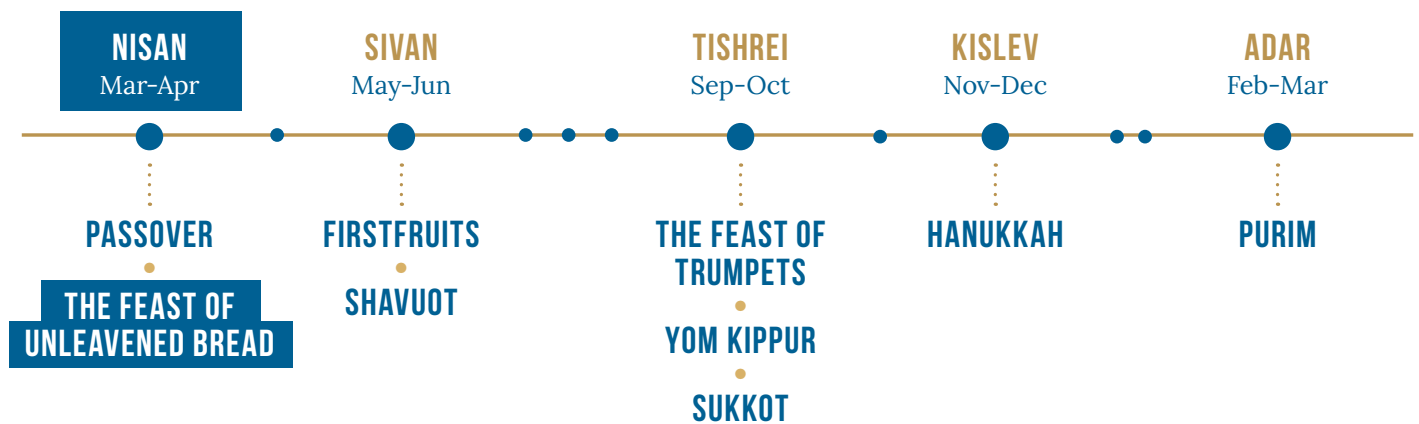 NISAN
Mar-Apr
SIVAN
May-Jun
TISHREI
Sep-Oct
KISLEV
Nov-Dec
ADAR
Feb-Mar
PASSOVER
THE FEAST OF
UNLEAVENED BREAD
FIRSTFRUITS
SHAVUOT
THE FEAST OF
TRUMPETS
YOM KIPPUR
SUKKOT
HANUKKAH
PURIM